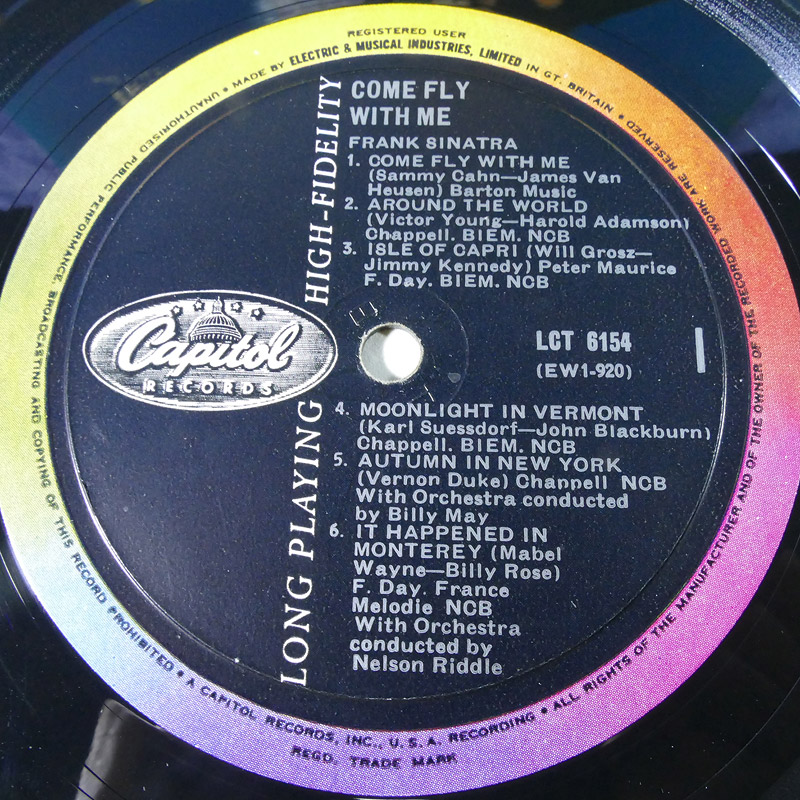 REGISTERED USER
MADE BY ELECTRIC & MUSICAL INDUSTRIES, LIMITED IN GT. BRITAIN • ALL RIGHTS OF THE MANUFACTURER AND OF THE OWNER OF THE RECORDED WORK ARE RESERVED
UNAUTHORISED PUBLIC PERFORMANCE, BROADCASTING AND COPYING OF THIS RECORD PROHIBITED •
A CAPITOL RECORDS, INC., U.S.A. RECORDING •
REGD. TRADE MARK
LONG PLAYING HIGH-FIDELITY
Capitol
RECORDS
COME FLY
WITH ME
FRANK SINATRA
1. COME FLY WITH ME
(Sammy Cahn—James Van
Heusen) Barton Music
2. AROUND THE WORLD
(Victor Young—Harold Adamson)
Chappell. BIEM. NCB
3. ISLE OF CAPRI (Will Grosz—
Jimmy Kennedy) Peter Maurice
F. Day. BIEM. NCB
LCT 6154
1
(EW1-920)
4. MOONLIGHT IN VERMONT
(Karl Suessdorf—John Blackburn)
Chappell. BIEM. NCB
5. AUTUMN IN NEW YORK
(Vernon Duke) Chappell NCB
With Orchestra conducted
by Billy May
6. IT HAPPENED IN
MONTEREY (Mabel
Wayne—Billy Rose)
F. Day. France
Melodie NCB
With Orchestra
conducted by
Nelson Riddle